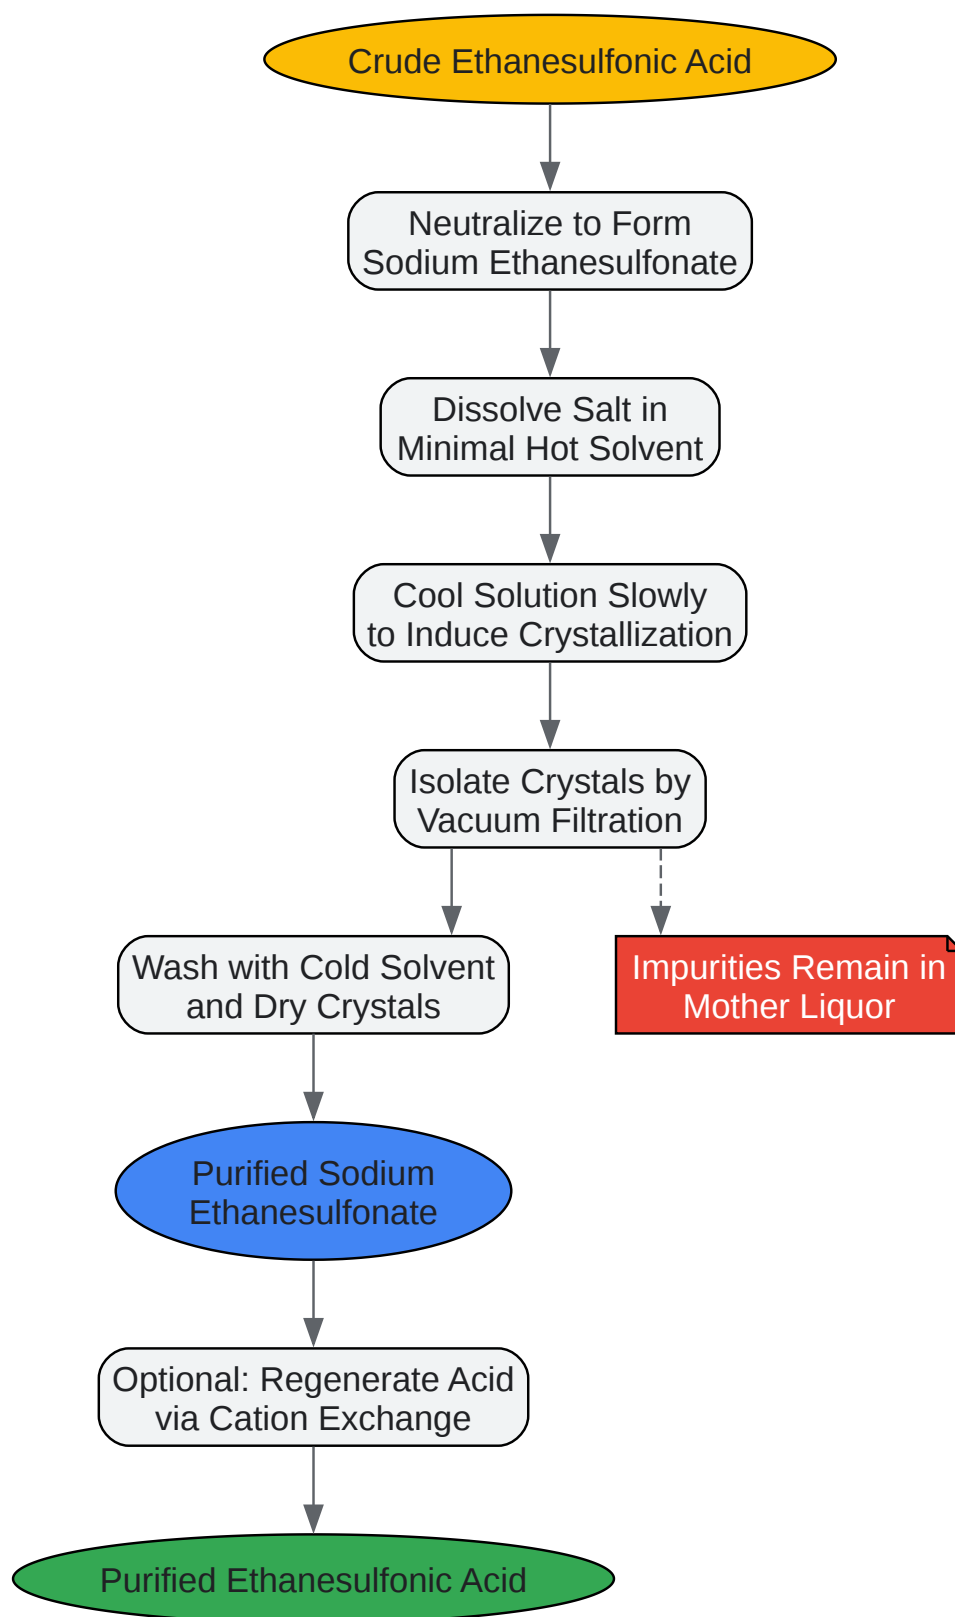 Crude Ethanesulfonic Acid
Neutralize to Form
Sodium Ethanesulfonate
Dissolve Salt in
Minimal Hot Solvent
Cool Solution Slowly
to Induce Crystallization
Isolate Crystals by
Vacuum Filtration
Wash with Cold Solvent
and Dry Crystals
Impurities Remain in
Mother Liquor
Purified Sodium
Ethanesulfonate
Optional: Regenerate Acid
via Cation Exchange
Purified Ethanesulfonic Acid